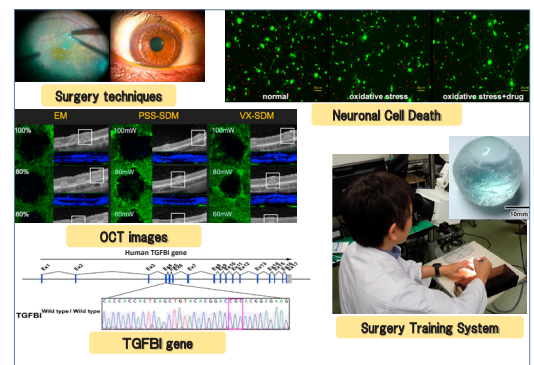 Surgery techniques
normal
oxidative stress
oxidative stress+drug
Neuronal Cell Death
EM
PSS-SDM
VX-SDM
100%
100mW
100mW
80%
80mW
80mW
60%
60mW
60mW
OCT images
10mm
Surgery Training System
Human TGFBI gene
Ex1
Ex2
Ex3
Ex7
Ex13
CACCACCACTCAGCTGTACACGGACCGCACGGAGAAG
TGFBI Wild type/ Wild type
TGFBI gene